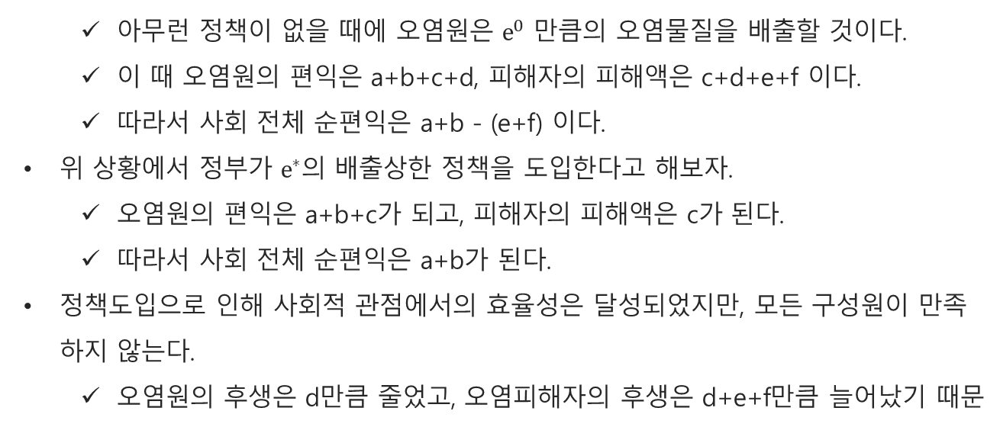 ✓ 아무런 정책이 없을 때에 오염원은 e⁰ 만큼의 오염물질을 배출할 것이다.
✓ 이 때 오염원의 편익은 a+b+c+d, 피해자의 피해액은 c+d+e+f 이다.
✓ 따라서 사회 전체 순편익은 a+b - (e+f) 이다.
• 위 상황에서 정부가 e*의 배출상한 정책을 도입한다고 해보자.
✓ 오염원의 편익은 a+b+c가 되고, 피해자의 피해액은 c가 된다.
✓ 따라서 사회 전체 순편익은 a+b가 된다.
• 정책도입으로 인해 사회적 관점에서의 효율성은 달성되었지만, 모든 구성원이 만족
하지 않는다.
✓ 오염원의 후생은 d만큼 줄었고, 오염피해자의 후생은 d+e+f만큼 늘어났기 때문